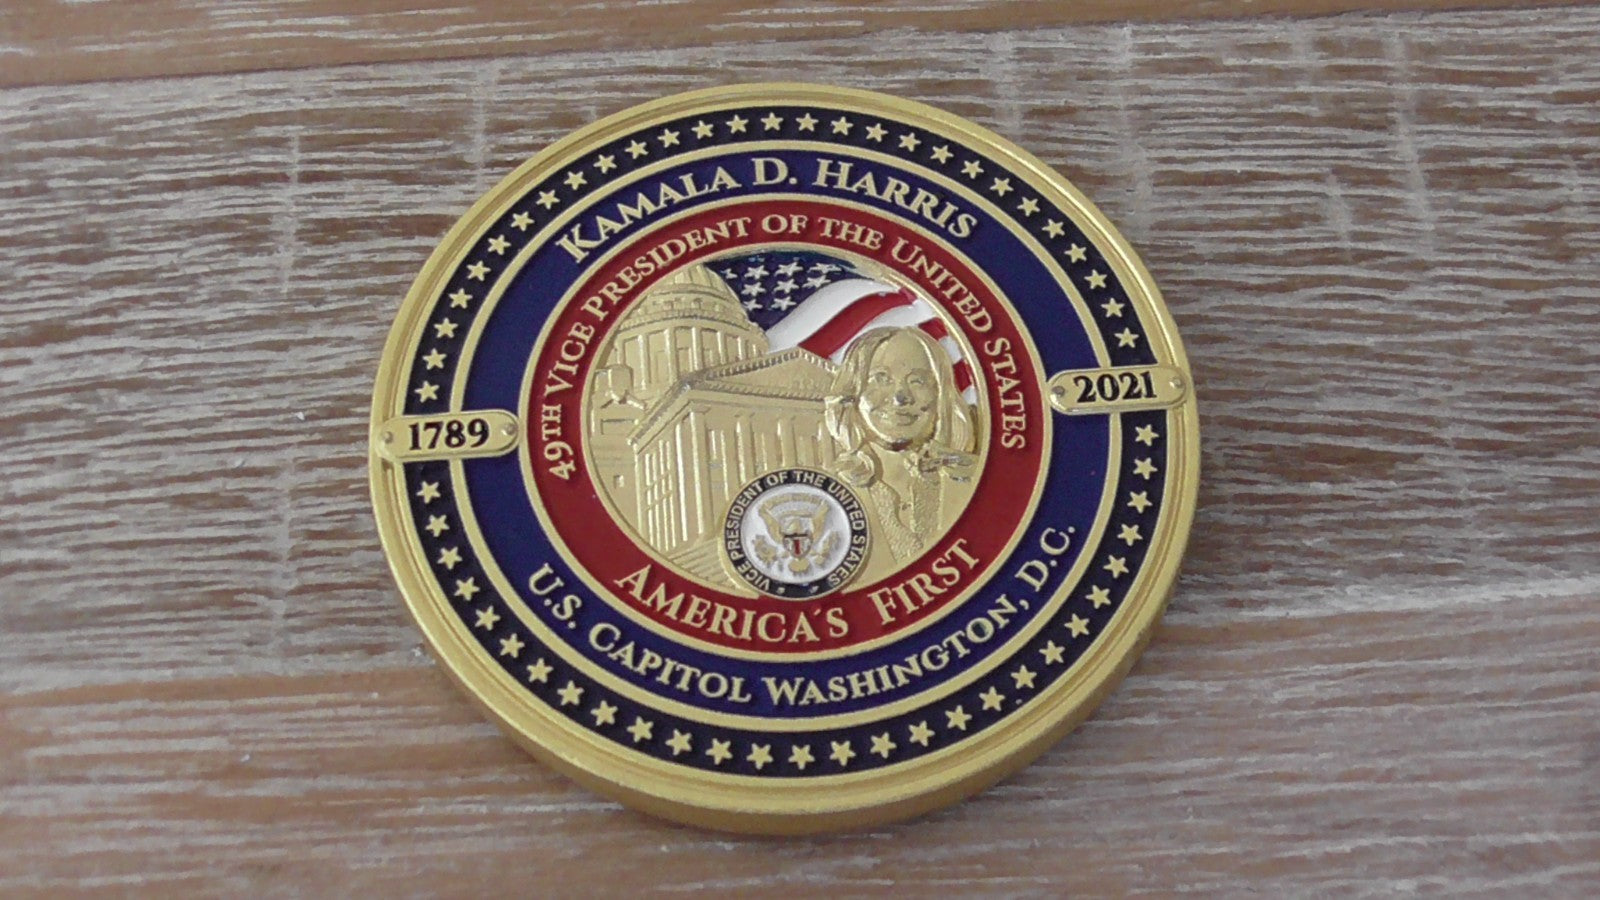 KAMALA D. HARRIS
49TH VICE PRESIDENT OF THE UNITED STATES
1789
2021
VICE PRESIDENT OF THE UNITED STATES
AMERICA´S FIRST
U.S. CAPITOL WASHINGTON, D.C.